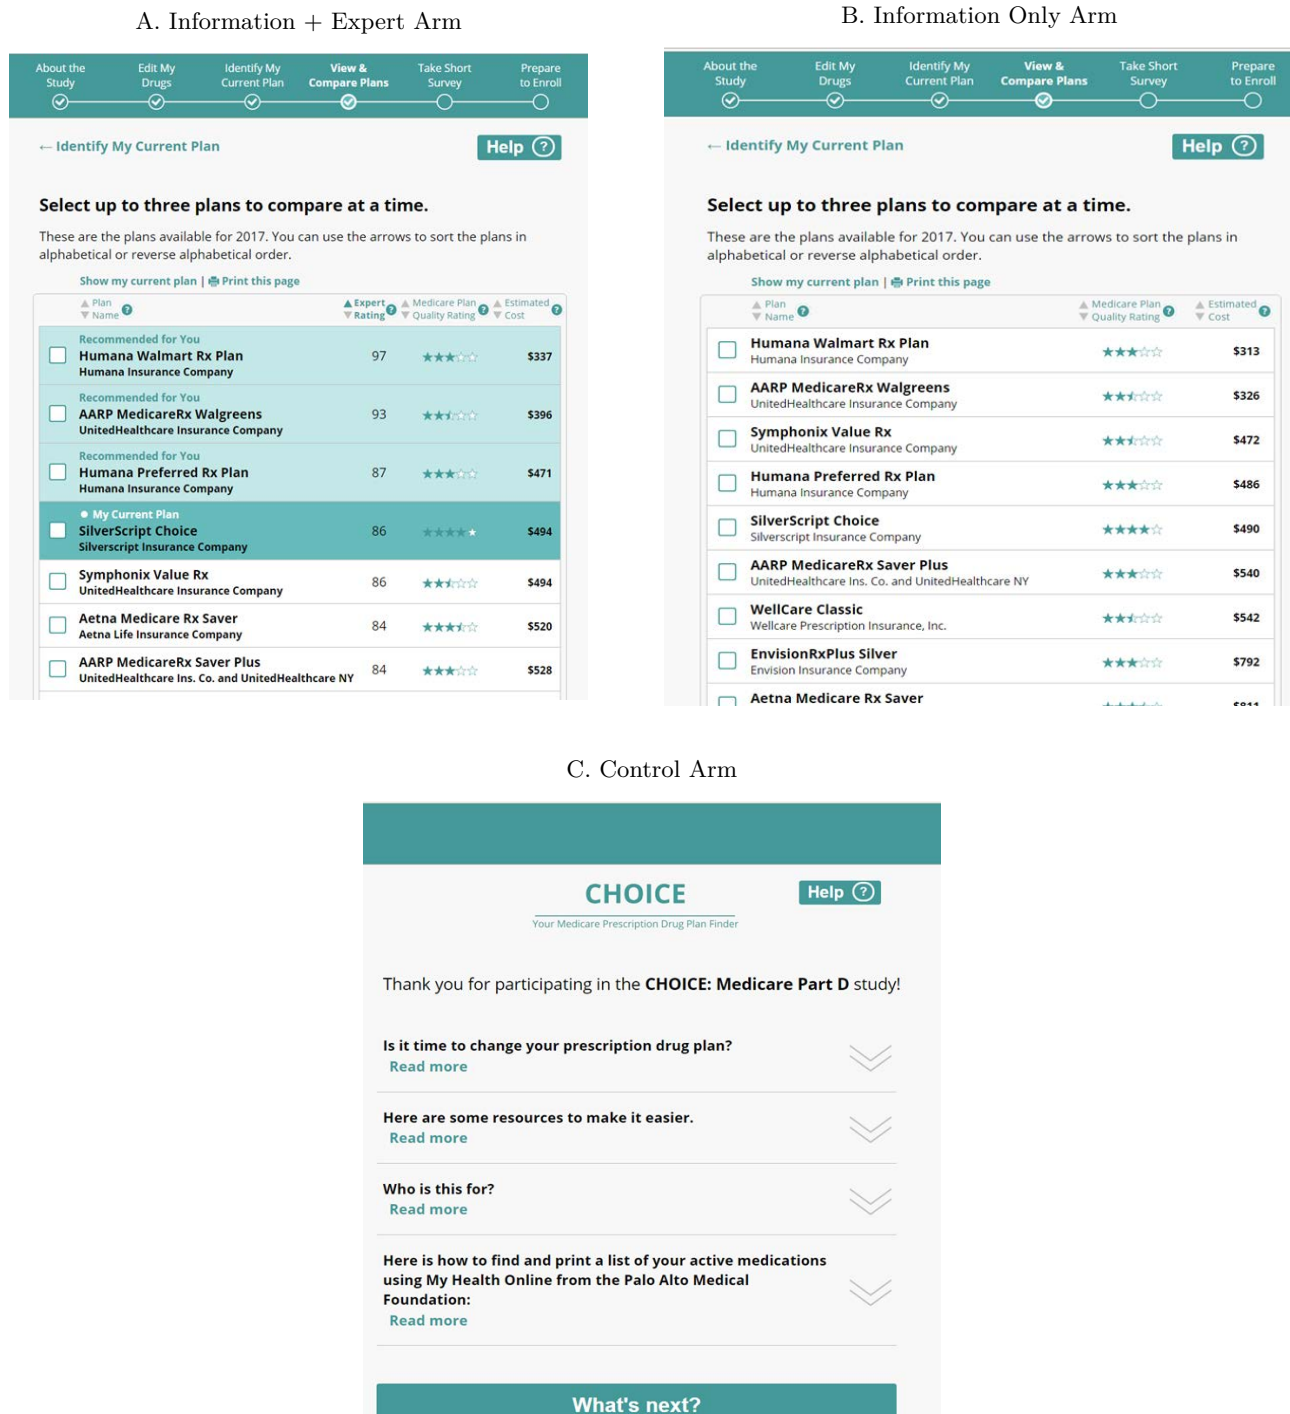 A. Information + Expert Arm
About the Study
Edit My Drugs
Identify My Current Plan
View & Compare Plans
Take Short Survey
Prepare to Enroll
← Identify My Current Plan
Help ?
Select up to three plans to compare at a time.
These are the plans available for 2017. You can use the arrows to sort the plans in
alphabetical or reverse alphabetical order.
Show my current plan | Print this page
Plan Name ? Expert Rating ? Medicare Plan Quality Rating ? Estimated Cost ?
Recommended for You
Humana Walmart Rx Plan 97 $337
Humana Insurance Company
Recommended for You
AARP MedicareRx Walgreens 93 $396
UnitedHealthcare Insurance Company
Recommended for You
Humana Preferred Rx Plan 87 $471
Humana Insurance Company
My Current Plan
SilverScript Choice 86 $494
Silverscript Insurance Company
Symphonix Value Rx 86 $494
UnitedHealthcare Insurance Company
Aetna Medicare Rx Saver 84 $520
Aetna Life Insurance Company
AARP MedicareRx Saver Plus 84 $528
UnitedHealthcare Ins. Co. and UnitedHealthcare NY
B. Information Only Arm
About the Study
Edit My Drugs
Identify My Current Plan
View & Compare Plans
Take Short Survey
Prepare to Enroll
← Identify My Current Plan
Help ?
Select up to three plans to compare at a time.
These are the plans available for 2017. You can use the arrows to sort the plans in
alphabetical or reverse alphabetical order.
Show my current plan | Print this page
Plan Name ? Medicare Plan Quality Rating ? Estimated Cost ?
Humana Walmart Rx Plan $313
Humana Insurance Company
AARP MedicareRx Walgreens $326
UnitedHealthcare Insurance Company
Symphonix Value Rx $472
UnitedHealthcare Insurance Company
Humana Preferred Rx Plan $486
Humana Insurance Company
SilverScript Choice $490
Silverscript Insurance Company
AARP MedicareRx Saver Plus $540
UnitedHealthcare Ins. Co. and UnitedHealthcare NY
WellCare Classic $542
Wellcare Prescription Insurance, Inc.
EnvisionRxPlus Silver $792
Envision Insurance Company
Aetna Medicare Rx Saver
C. Control Arm
CHOICE
Help ?
Your Medicare Prescription Drug Plan Finder
Thank you for participating in the CHOICE: Medicare Part D study!
Is it time to change your prescription drug plan?
Read more
Here are some resources to make it easier.
Read more
Who is this for?
Read more
Here is how to find and print a list of your active medications
using My Health Online from the Palo Alto Medical
Foundation:
Read more
What's next?